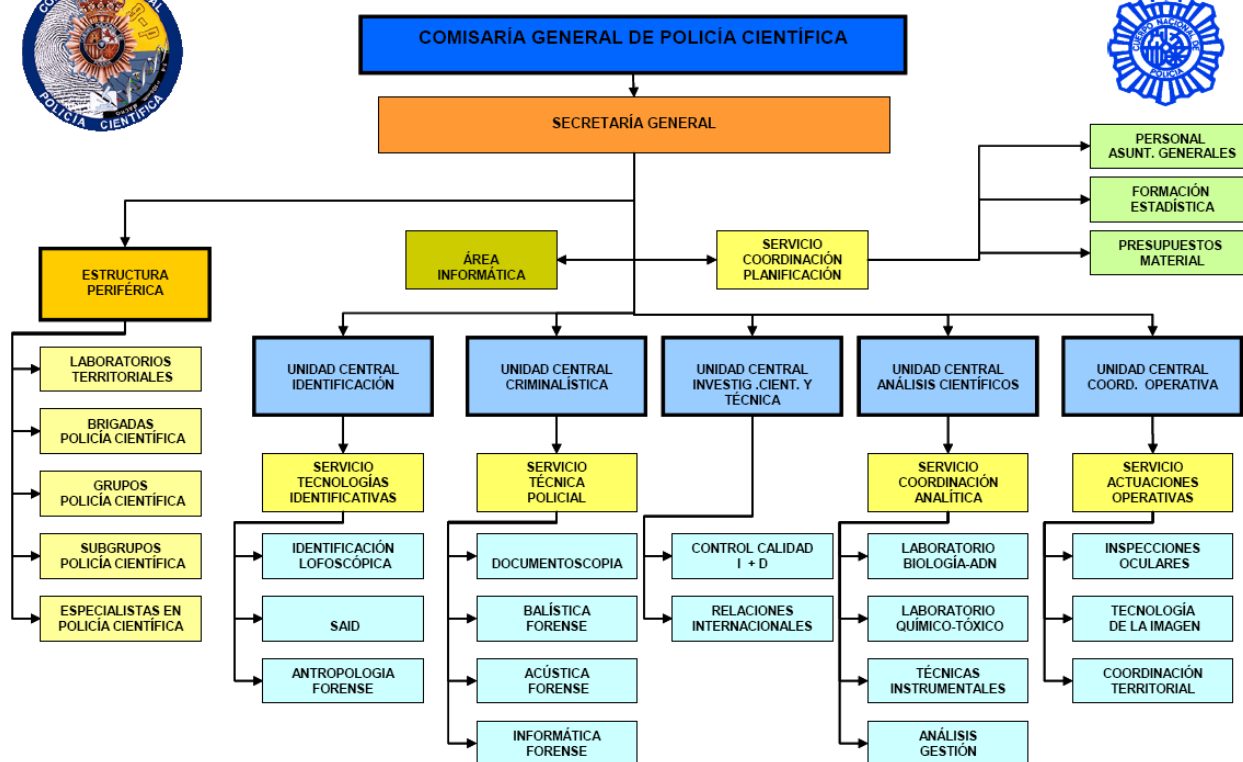 COMISARÍA GENERAL DE POLICÍA CIENTÍFICA
POLICÍA CIENTÍFICA
CUERPO NACIONAL DE
POLICÍA
SECRETARÍA GENERAL
PERSONAL
ASUNT. GENERALES
FORMACIÓN
ESTADÍSTICA
PRESUPUESTOS
MATERIAL
ÁREA
INFORMÁTICA
SERVICIO
COORDINACIÓN
PLANIFICACIÓN
ESTRUCTURA
PERIFÉRICA
LABORATORIOS
TERRITORIALES
BRIGADAS
POLICÍA CIENTÍFICA
GRUPOS
POLICÍA CIENTÍFICA
SUBGRUPOS
POLICÍA CIENTÍFICA
ESPECIALISTAS EN
POLICÍA CIENTÍFICA
UNIDAD CENTRAL
IDENTIFICACIÓN
SERVICIO
TECNOLOGÍAS
IDENTIFICATIVAS
IDENTIFICACIÓN
LOFOSCÓPICA
SAID
ANTROPOLOGIA
FORENSE
UNIDAD CENTRAL
CRIMINALÍSTICA
SERVICIO
TÉCNICA
POLICIAL
DOCUMENTOSCOPIA
BALÍSTICA
FORENSE
ACÚSTICA
FORENSE
INFORMÁTICA
FORENSE
UNIDAD CENTRAL
INVESTIG .CIENT. Y
TÉCNICA
CONTROL CALIDAD
I + D
RELACIONES
INTERNACIONALES
UNIDAD CENTRAL
ANÁLISIS CIENTÍFICOS
SERVICIO
COORDINACIÓN
ANALÍTICA
LABORATORIO
BIOLOGÍA-ADN
LABORATORIO
QUÍMICO-TÓXICO
TÉCNICAS
INSTRUMENTALES
ANÁLISIS
GESTIÓN
UNIDAD CENTRAL
COORD. OPERATIVA
SERVICIO
ACTUACIONES
OPERATIVAS
INSPECCIONES
OCULARES
TECNOLOGÍA
DE LA IMAGEN
COORDINACIÓN
TERRITORIAL